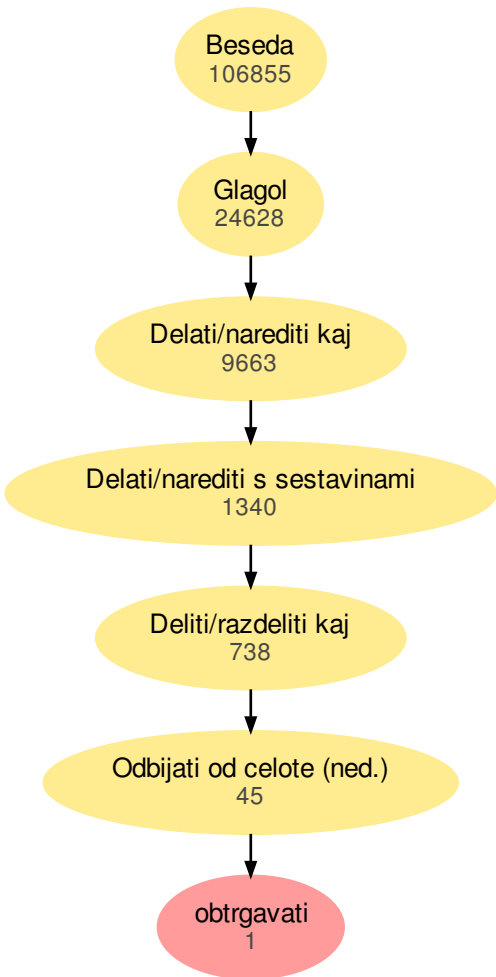 Beseda
106855
Glagol
24628
Delati/narediti kaj
9663
Delati/narediti s sestavinami
1340
Deliti/razdeliti kaj
738
Odbijati od celote (ned.)
45
obtrgavati
1